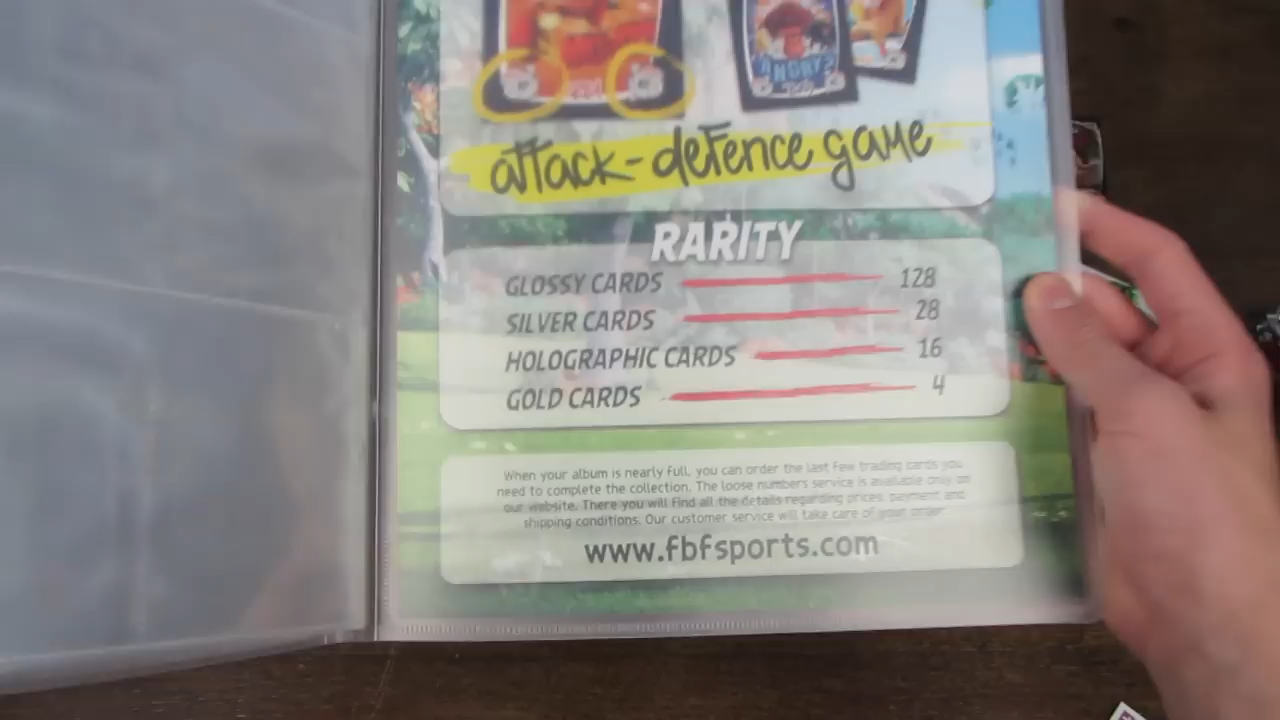 ANGRY?
attack-defence game
RARITY
GLOSSY CARDS 128
SILVER CARDS 28
HOLOGRAPHIC CARDS 16
GOLD CARDS 4
When your album is nearly full, you can order the last few trading cards you
need to complete the collection. The loose numbers service is available only on
our website. There you will find all the details regarding prices, payment and
shipping conditions. Our customer service will take care of your order.
www.fbfsports.com